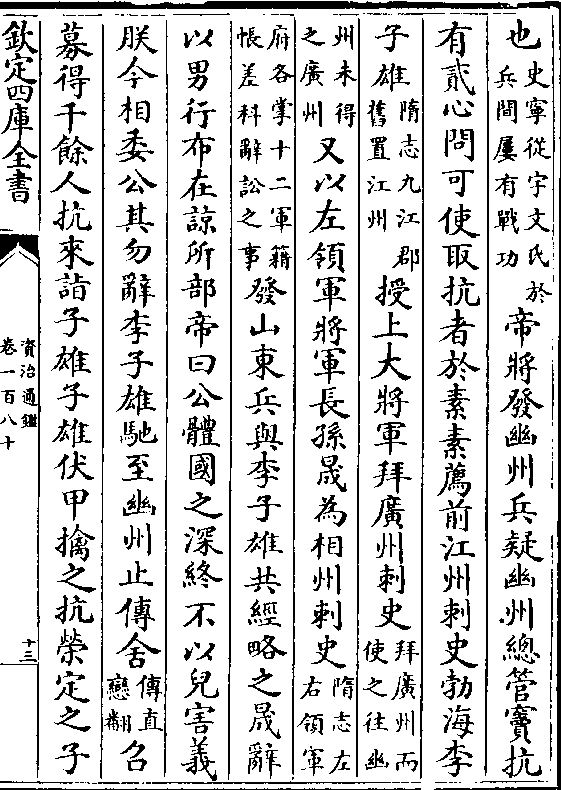 也史寧從宇文氏於兵間屢有戰功帝將發幽州兵疑幽州總管竇抗
有貳心問可使取抗者於素素薦前江州刺史勃海李
子雄隋志九江郡舊置江州授上大將軍拜廣州刺史拜廣州而使之往幽
州未得之廣州又以左領軍將軍長孫晟為相州刺史隋志左右領軍
府各掌十二軍籍帳差科辭訟之事發山東兵與李子雄共經略之晟辭
以男行布在諒所部帝曰公體國之深終不以兒害義
朕今相委公其勿辭李子雄馳至幽州止傳舍傳直戀翻召
募得千餘人抗來詣子雄子雄伏甲擒之抗榮定之子
欽定四庫全書
資治通鑑
卷一百八十
十三